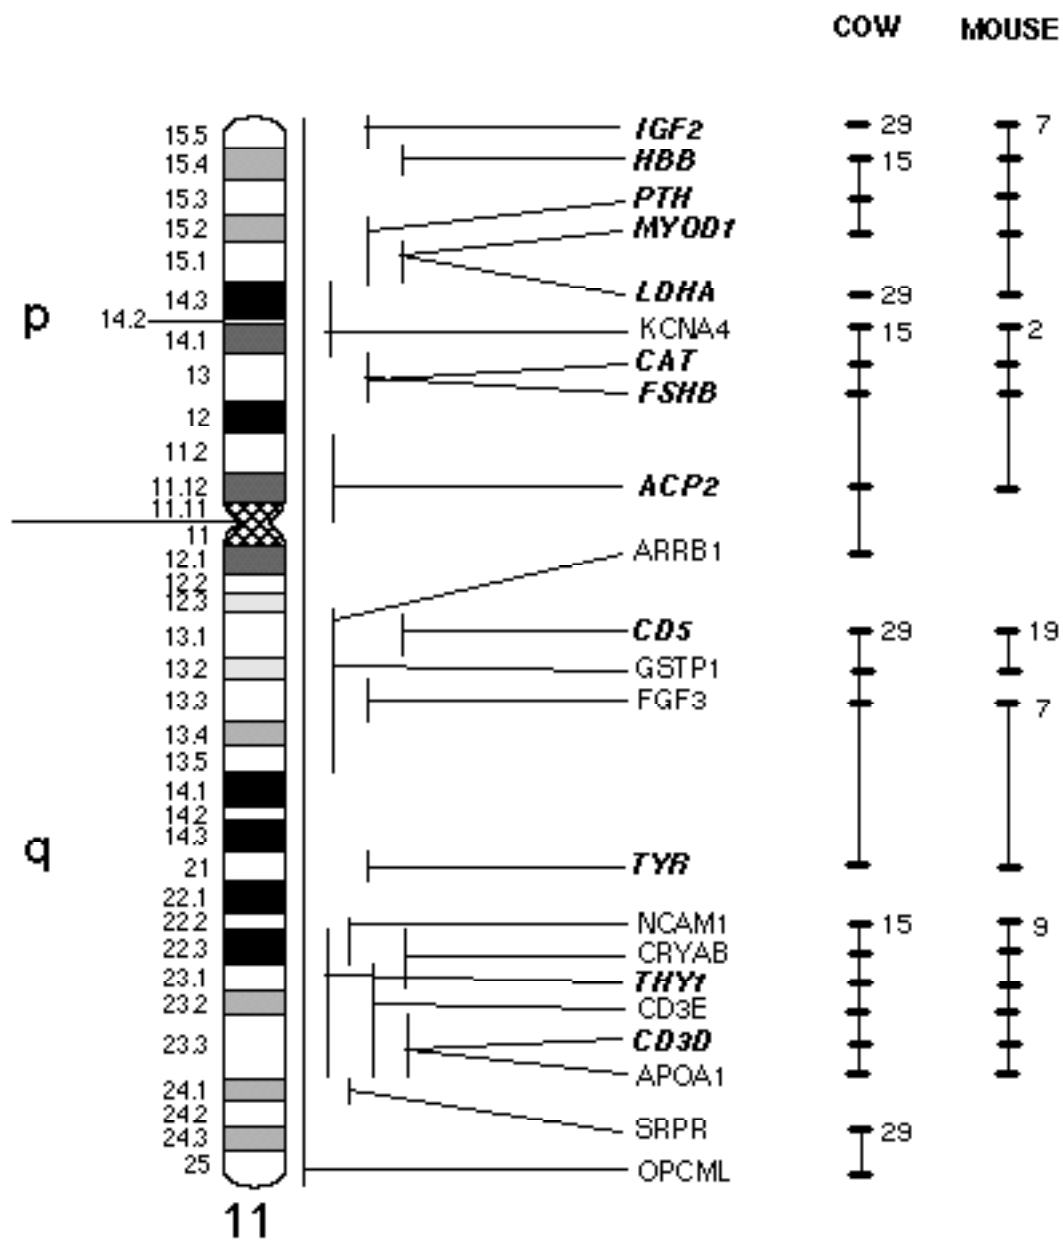 COW MOUSE
15.5 IGF2 29 7
15.4 HBB 15
15.3 PTH
15.2 MYOD1
15.1
14.3 LDHA 29
p 14.2 KCNA4 15 2
14.1 CAT
13 FSHB
12
11.2
11.12 ACP2
11.11
11
12.1 ARRB1
12.2
12.3
13.1 CD5 29 19
13.2 GSTP1
13.3 FGF3 7
13.4
13.5
14.1
14.2
14.3
q
21 TYR
22.1
22.2 NCAM1 15 9
22.3 CRYAB
23.1 THY1
23.2 CD3E
23.3 CD3D
APOA1
24.1
24.2 SRPR 29
24.3
25 OPCML
11